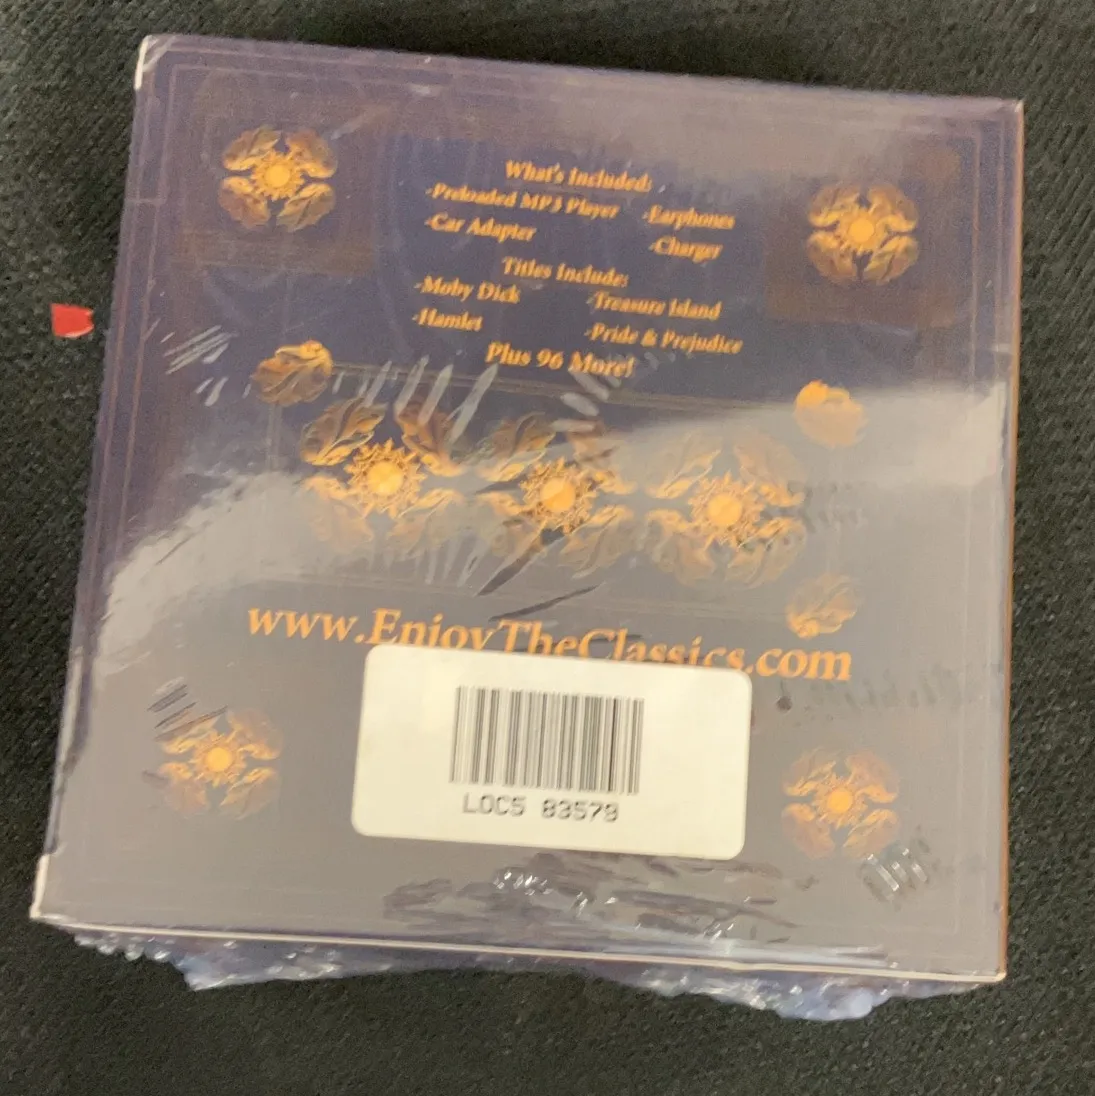 What's Included:
-Preloaded MP3 Player -Earphones
-Car Adapter -Charger
Titles Include:
-Moby Dick -Treasure Island
-Hamlet -Pride & Prejudice
Plus 96 More!
www.EnjoyTheClassics.com
LOC5 83579